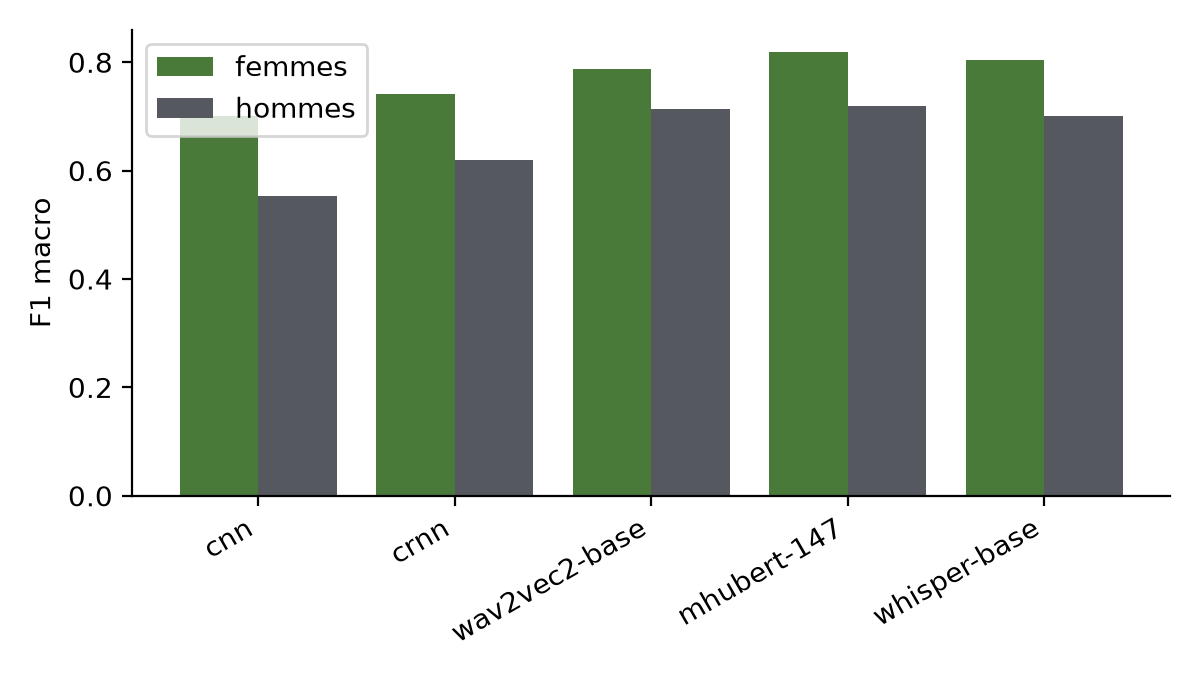 femmes
hommes
F1 macro
0.8
0.6
0.4
0.2
0.0
cnn
crnn
wav2vec2-base
mhubert-147
whisper-base